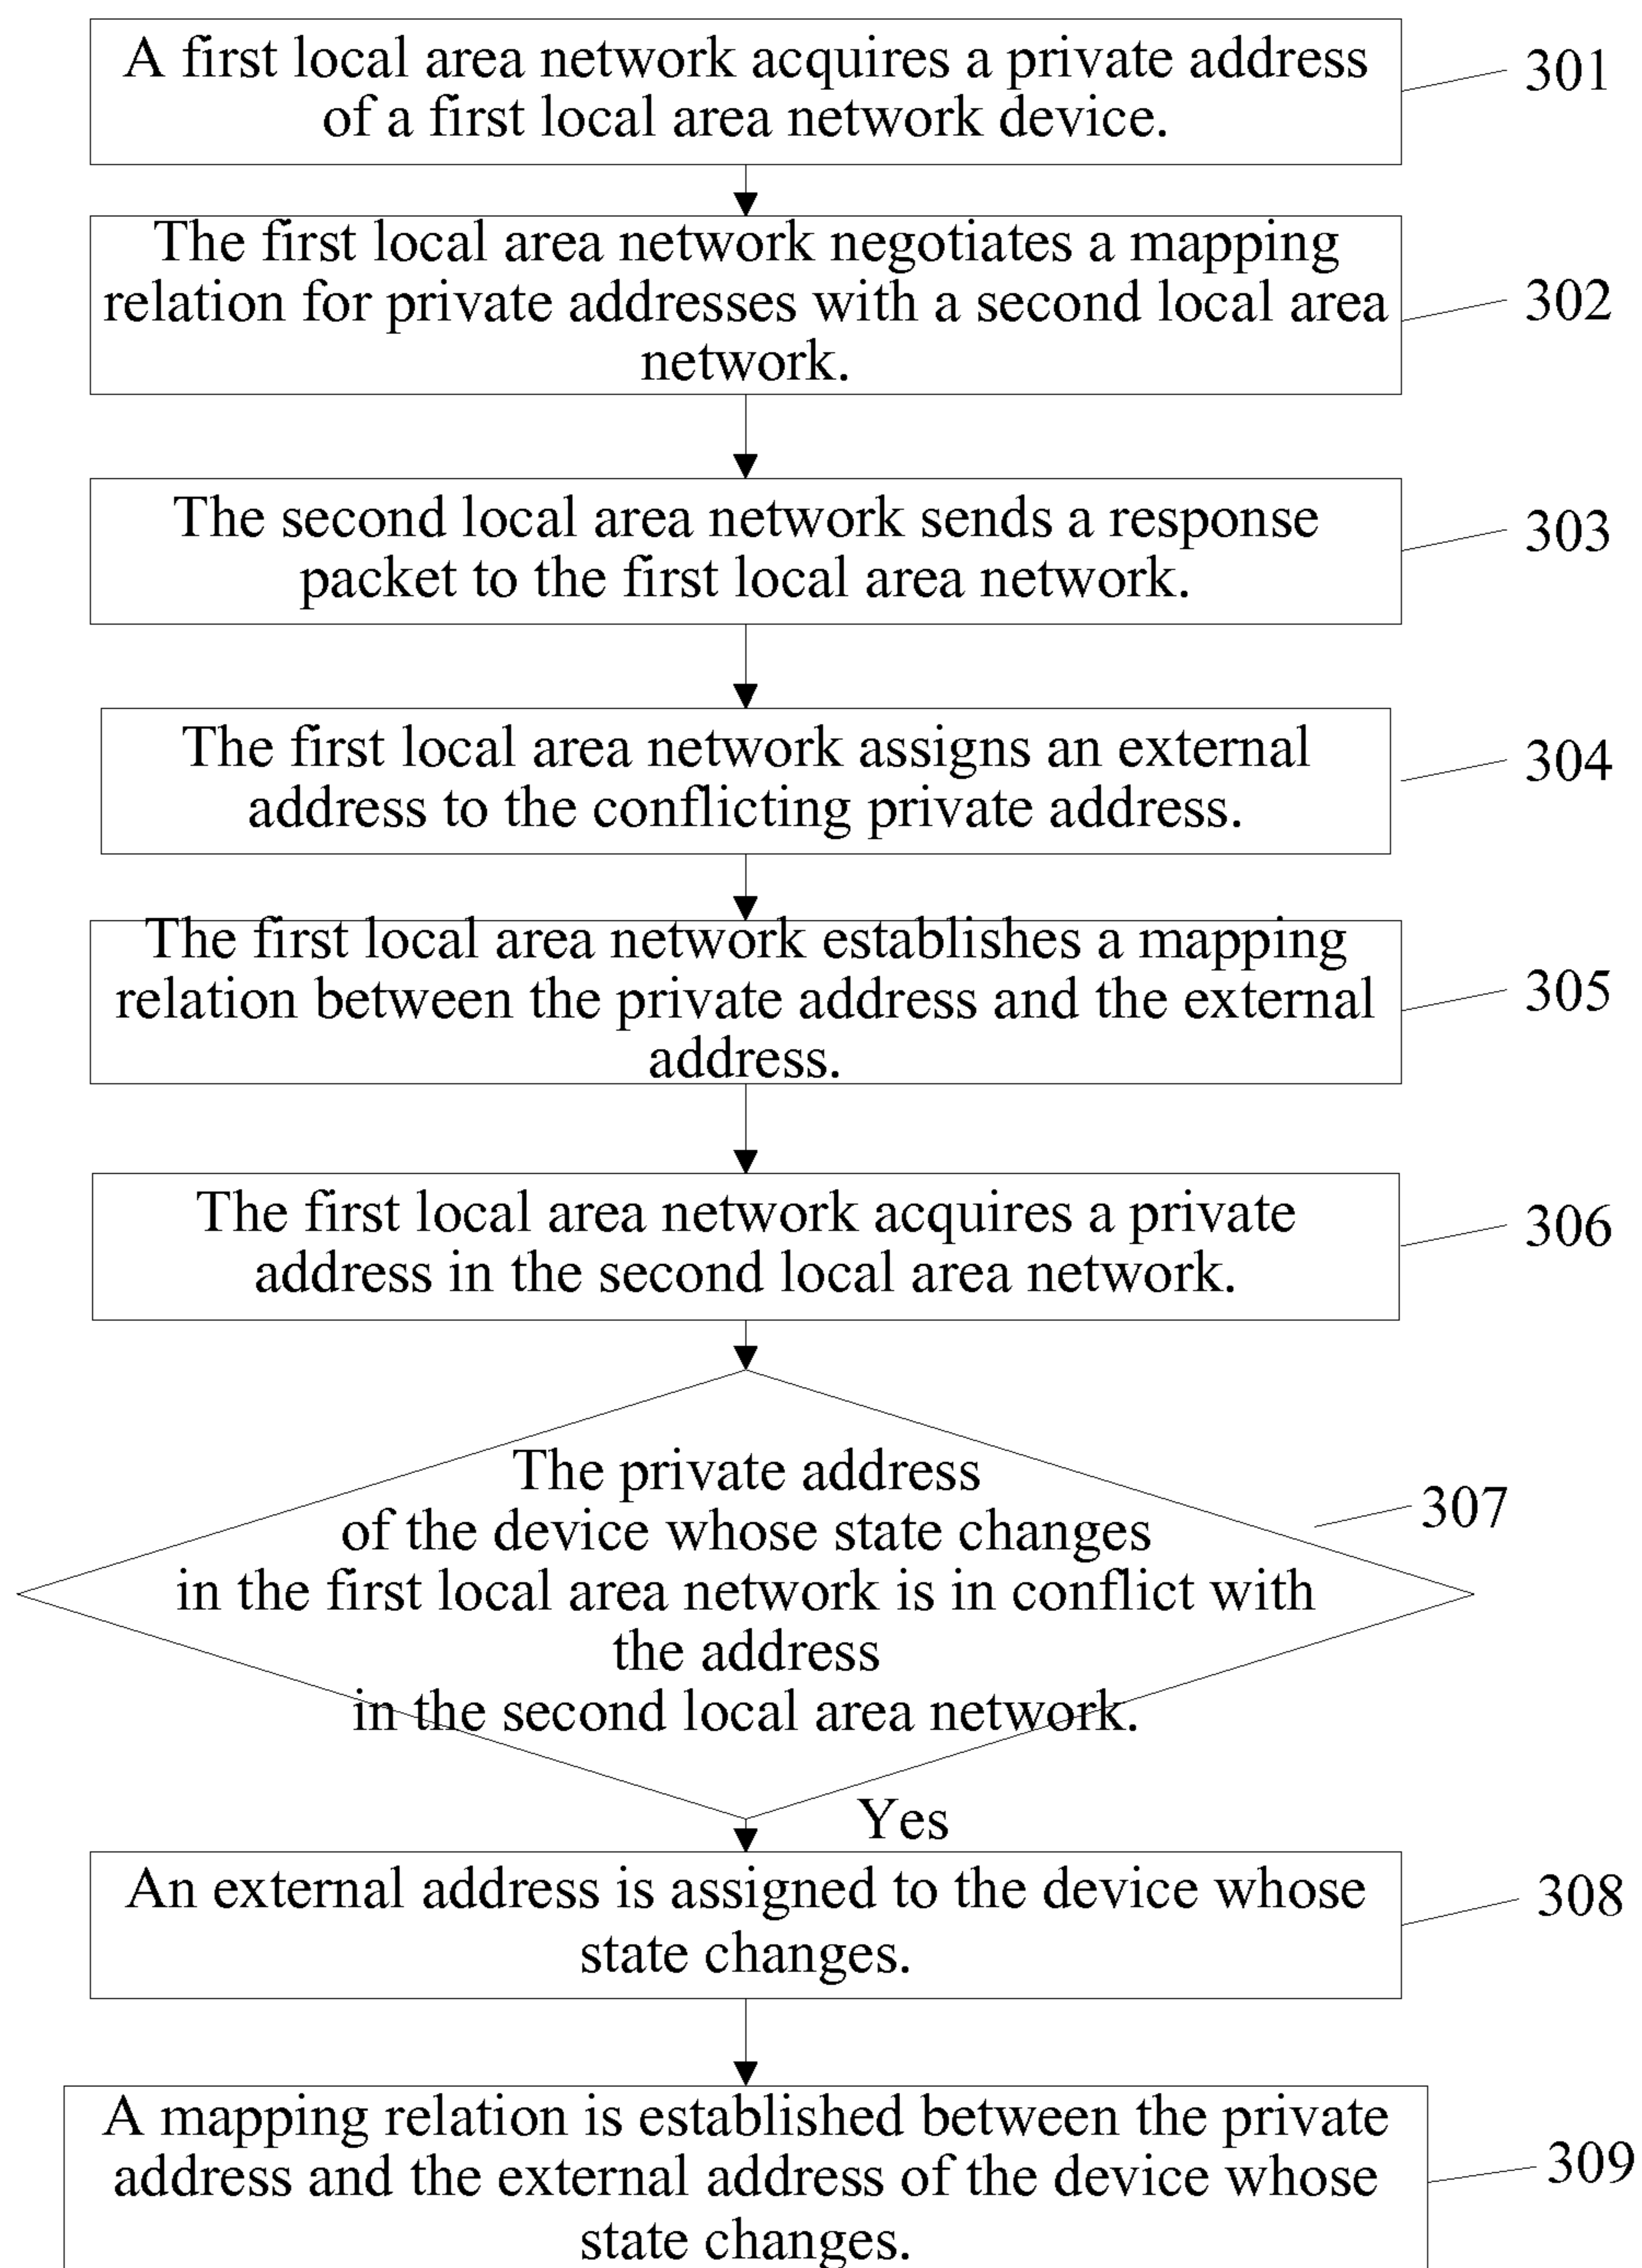 A first local area network acquires a private address
of a first local area network device.
301
The first local area network negotiates a mapping
relation for private addresses with a second local area
network.
302
The second local area network sends a response
packet to the first local area network.
303
The first local area network assigns an external
address to the conflicting private address.
304
The first local area network establishes a mapping
relation between the private address and the external
address.
305
The first local area network acquires a private
address in the second local area network.
306
The private address
of the device whose state changes
in the first local area network is in conflict with
the address
in the second local area network.
307
Yes
An external address is assigned to the device whose
state changes.
308
A mapping relation is established between the private
address and the external address of the device whose
state changes.
309